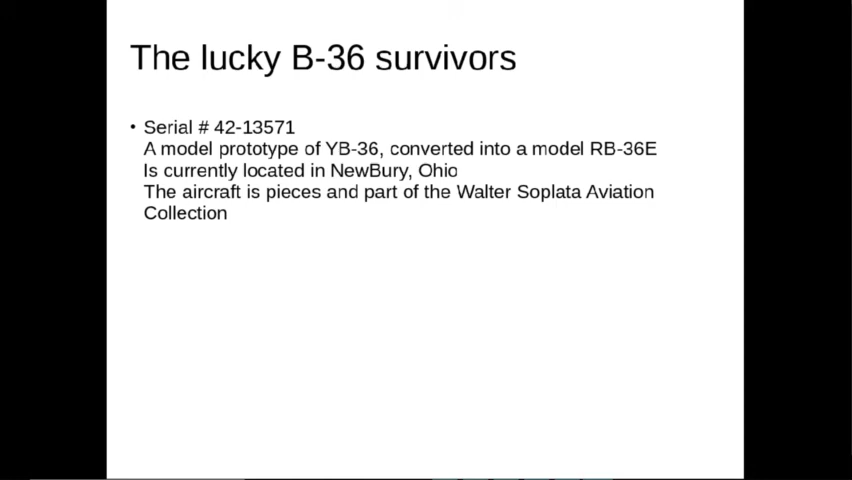 The lucky B-36 survivors
• Serial # 42-13571
A model prototype of YB-36, converted into a model RB-36E
Is currently located in NewBury, Ohio
The aircraft is pieces and part of the Walter Soplata Aviation
Collection